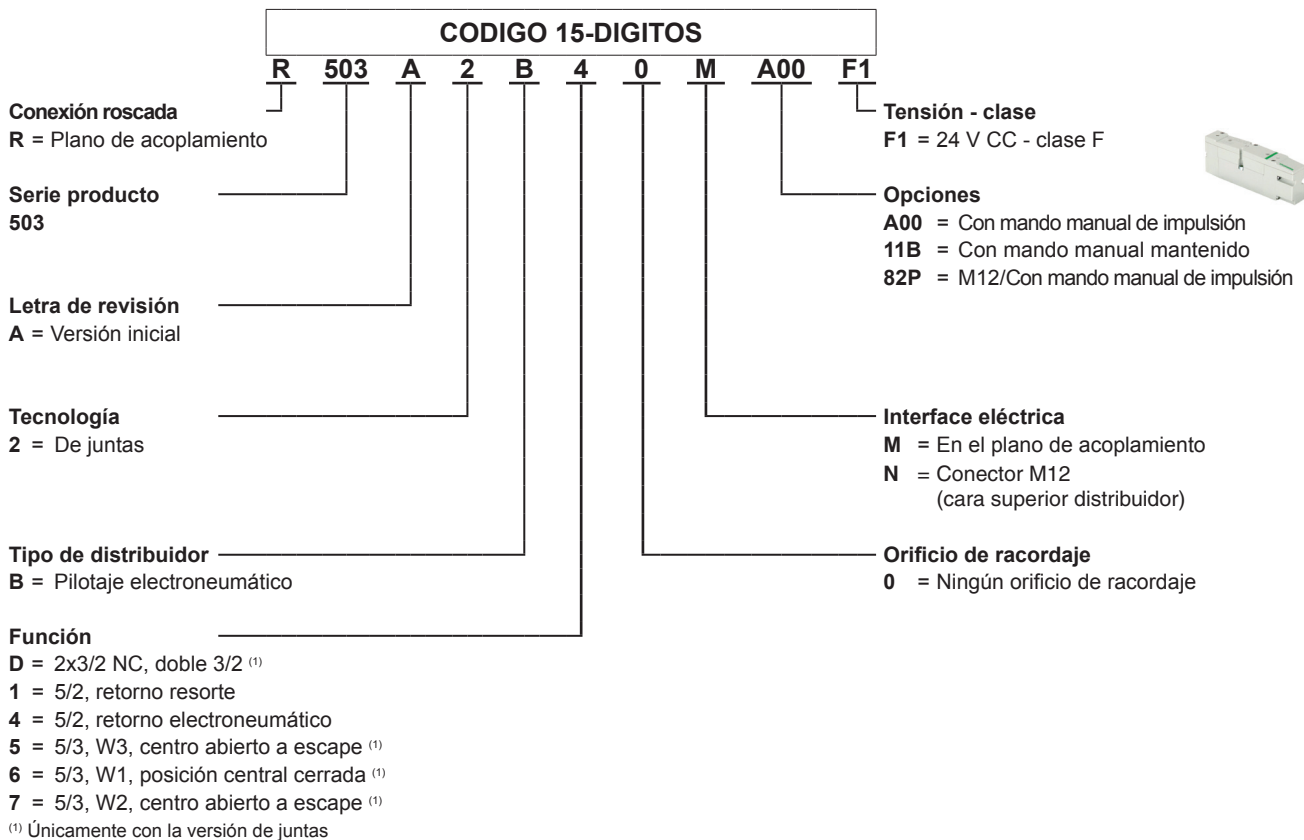 CODIGO 15-DIGITOS
R 503 A 2 B 4 0 M A00 F1
Conexión roscada
R = Plano de acoplamiento
Serie producto
503
Letra de revisión
A = Versión inicial
Tecnología
2 = De juntas
Tipo de distribuidor
B = Pilotaje electroneumático
Función
D = 2x3/2 NC, doble 3/2 (1)
1 = 5/2, retorno resorte
4 = 5/2, retorno electroneumático
5 = 5/3, W3, centro abierto a escape (1)
6 = 5/3, W1, posición central cerrada (1)
7 = 5/3, W2, centro abierto a escape (1)
(1) Únicamente con la versión de juntas
Tensión - clase
F1 = 24 V CC - clase F
Opciones
A00 = Con mando manual de impulsión
11B = Con mando manual mantenido
82P = M12/Con mando manual de impulsión
Interface eléctrica
M = En el plano de acoplamiento
N = Conector M12
(cara superior distribuidor)
Orificio de racordaje
0 = Ningún orificio de racordaje